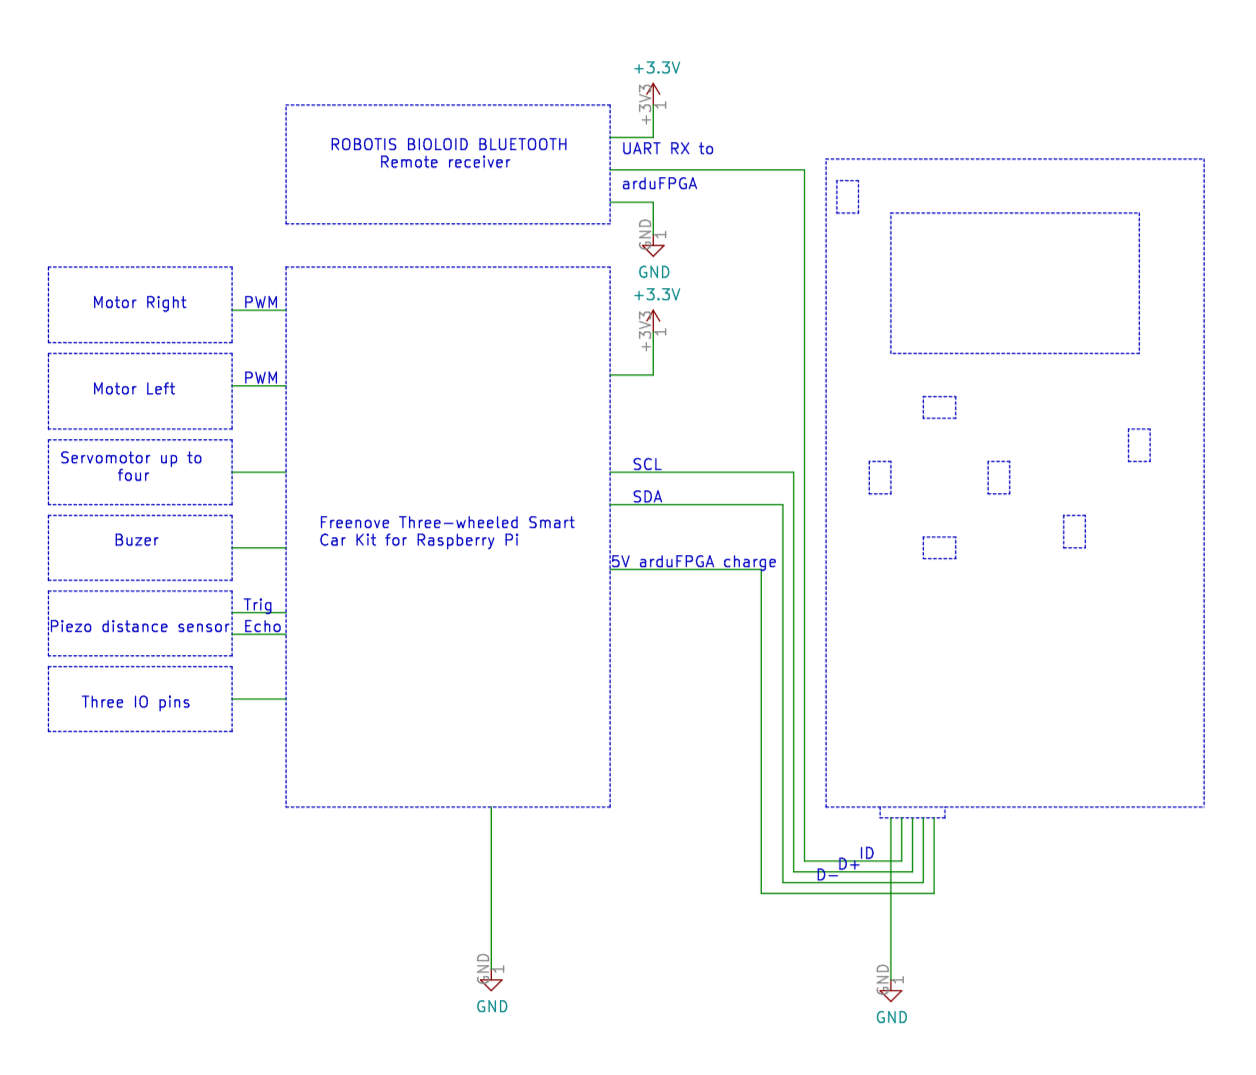 +3.3V
+3V3
1
ROBOTIS BIOLOID BLUETOOTH
Remote receiver
UART RX to
arduFPGA
GND
1
GND
+3.3V
+3V3
1
Motor Right
PWM
Motor Left
PWM
Servomotor up to
four
SCL
SDA
Freenove Three-wheeled Smart
Car Kit for Raspberry Pi
Buzer
5V arduFPGA charge
Trig
Piezo distance sensor
Echo
Three IO pins
ID
D+
D-
GND
1
GND
GND
1
GND